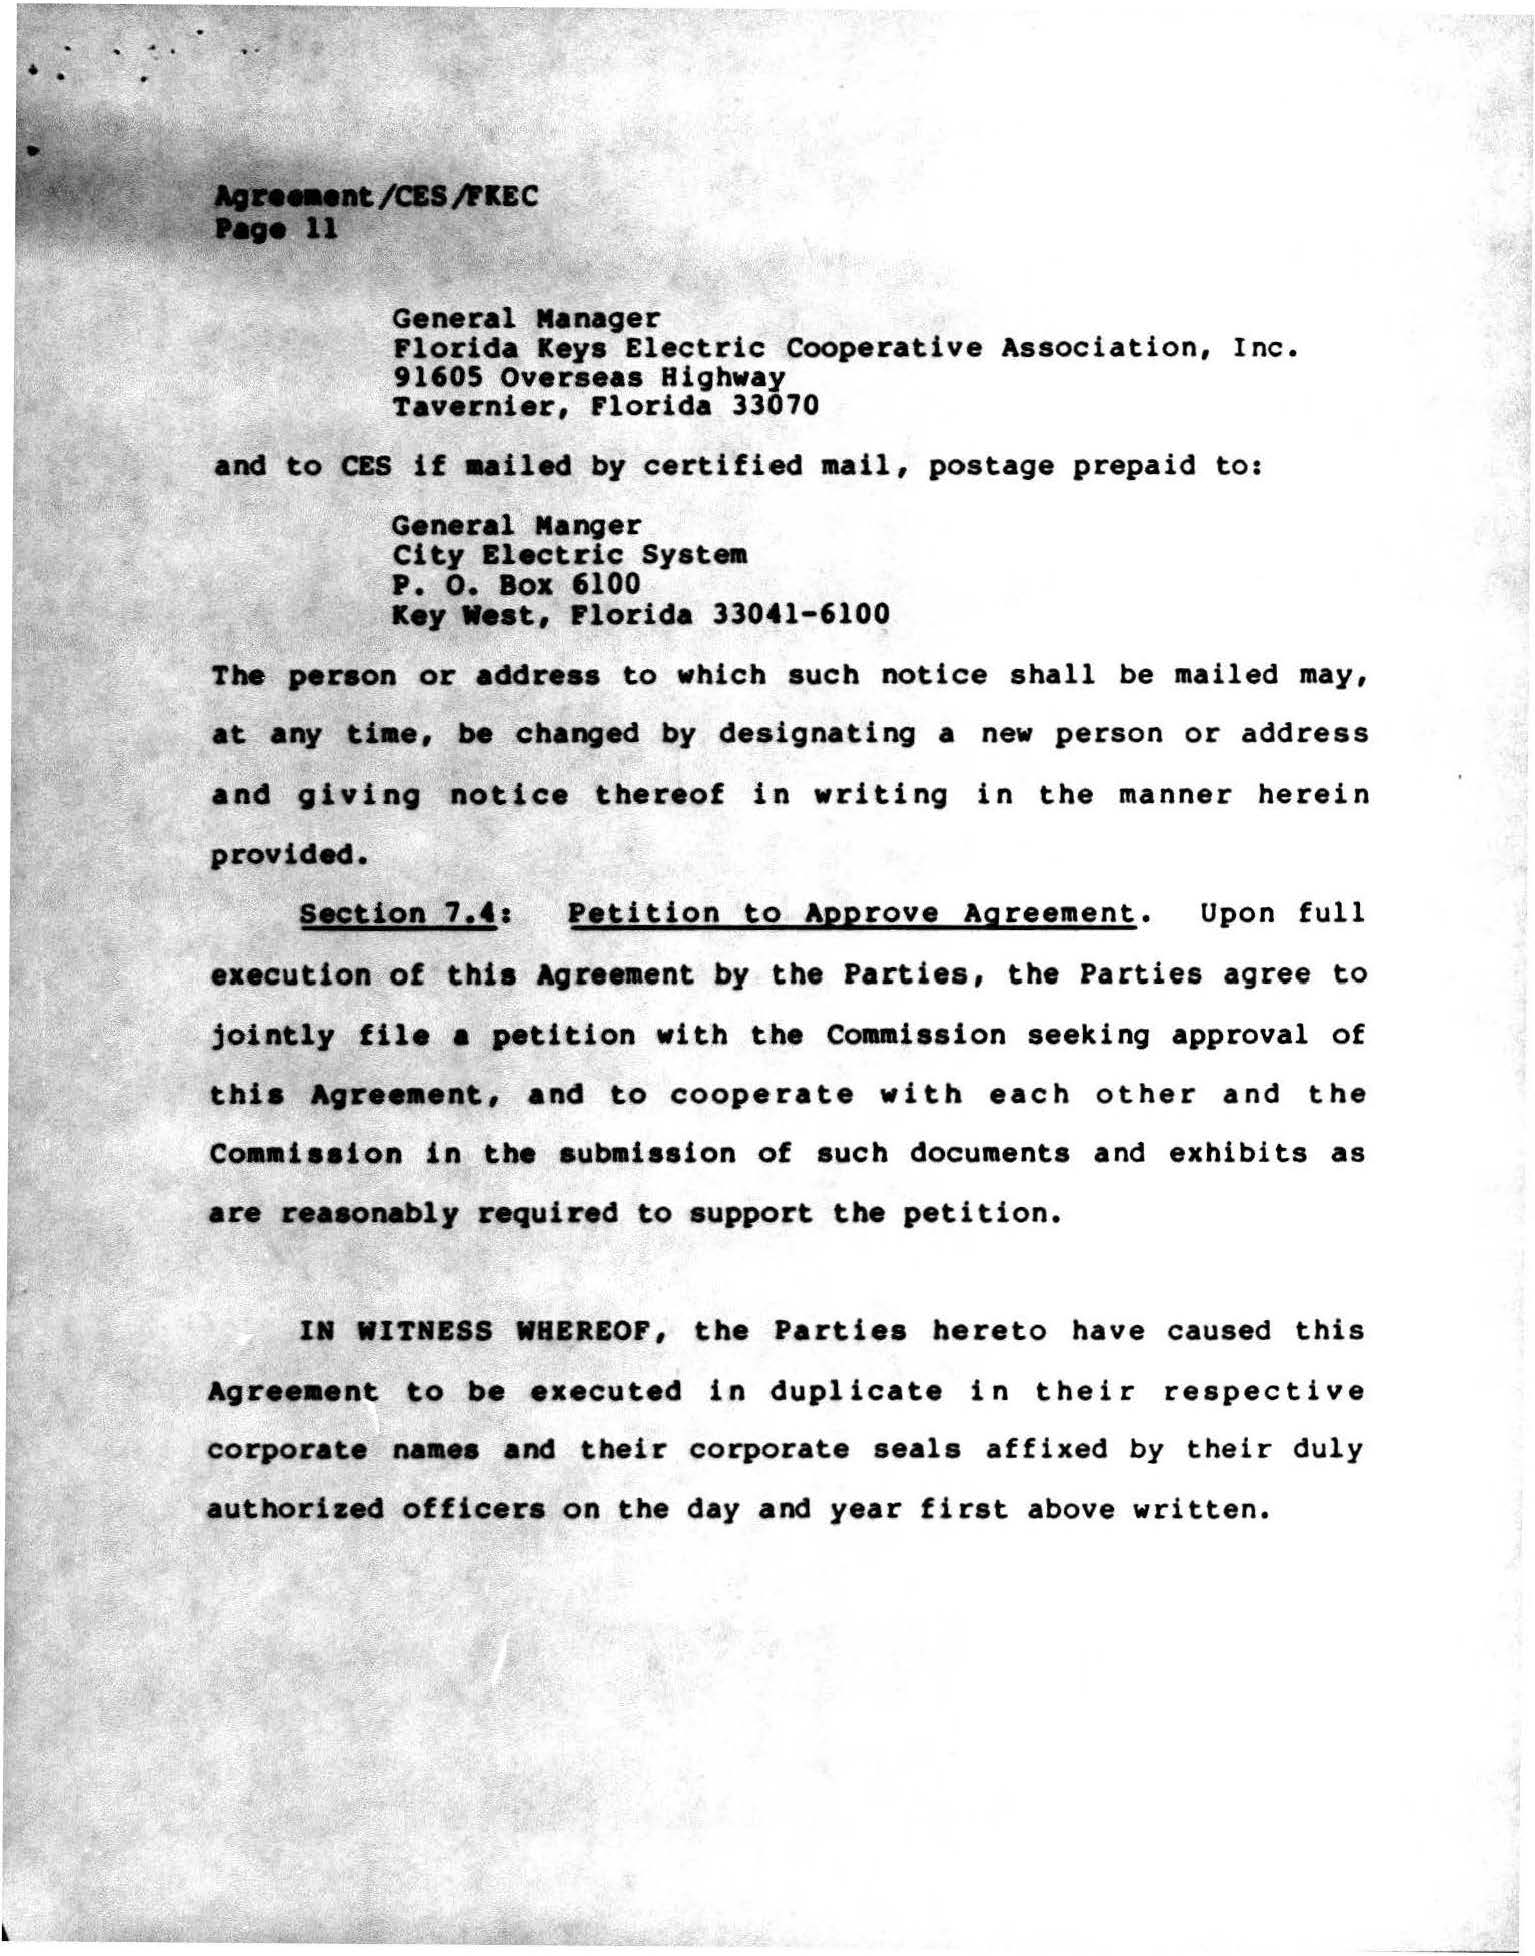 Agreement/CES/FKEC
Page 11
General Manager
Florida Keys Electric Cooperative Association, Inc.
91605 Overseas Highway
Tavernier, Florida 33070
and to CES if mailed by certified mail, postage prepaid to:
General Manger
City Electric System
P. O. Box 6100
Key West, Florida 33041-6100
The person or address to which such notice shall be mailed may,
at any time, be changed by designating a new person or address
and giving notice thereof in writing in the manner herein
provided.
Section 7.4: Petition to Approve Agreement. Upon full
execution of this Agreement by the Parties, the Parties agree to
jointly file a petition with the Commission seeking approval of
this Agreement, and to cooperate with each other and the
Commission in the submission of such documents and exhibits as
are reasonably required to support the petition.
IN WITNESS WHEREOF, the Parties hereto have caused this
Agreement to be executed in duplicate in their respective
corporate names and their corporate seals affixed by their duly
authorized officers on the day and year first above written.